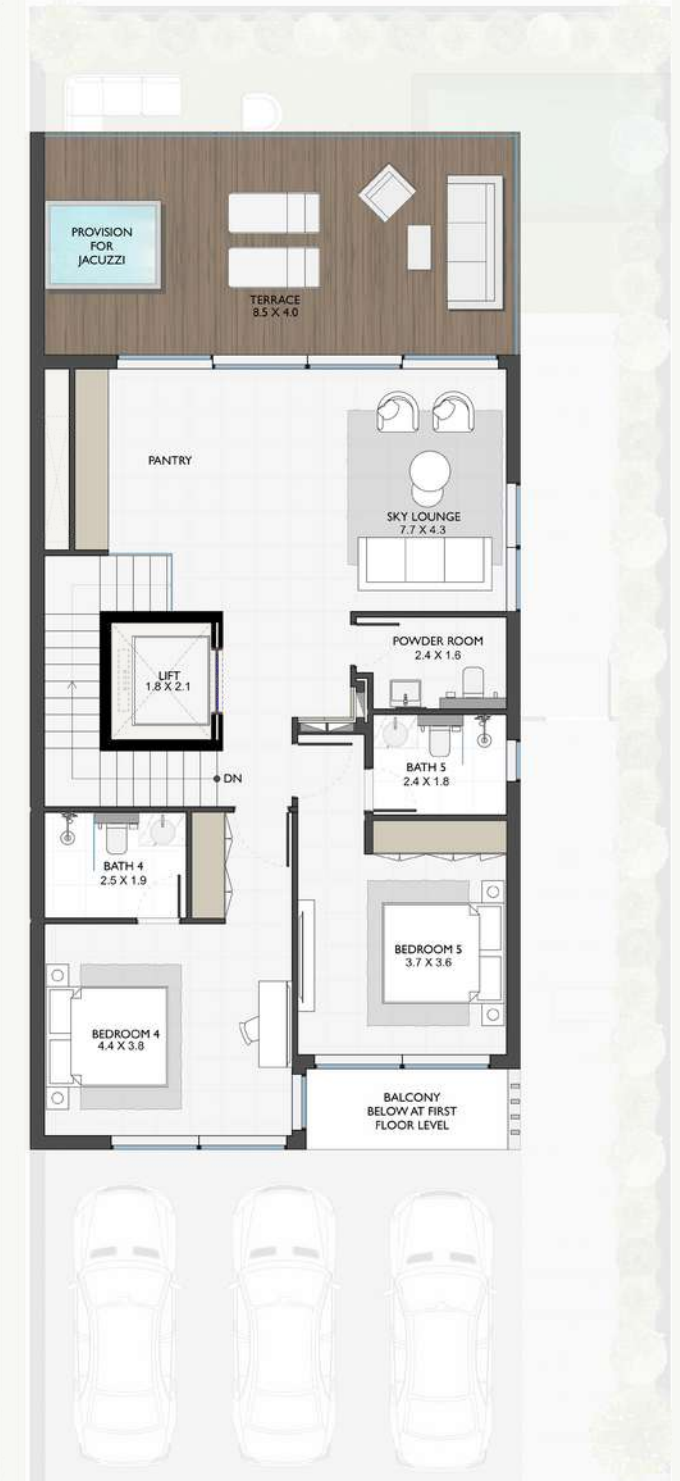 PROVISION
FOR
JACUZZI
TERRACE
8.5 X 4.0
PANTRY
SKY LOUNGE
7.7 X 4.3
POWDER ROOM
2.4 X 1.6
LIFT
1.8 X 2.1
DN
BATH 5
2.4 X 1.8
BATH 4
2.5 X 1.9
BEDROOM 5
3.7 X 3.6
BEDROOM 4
4.4 X 3.8
BALCONY
BELOW AT FIRST
FLOOR LEVEL